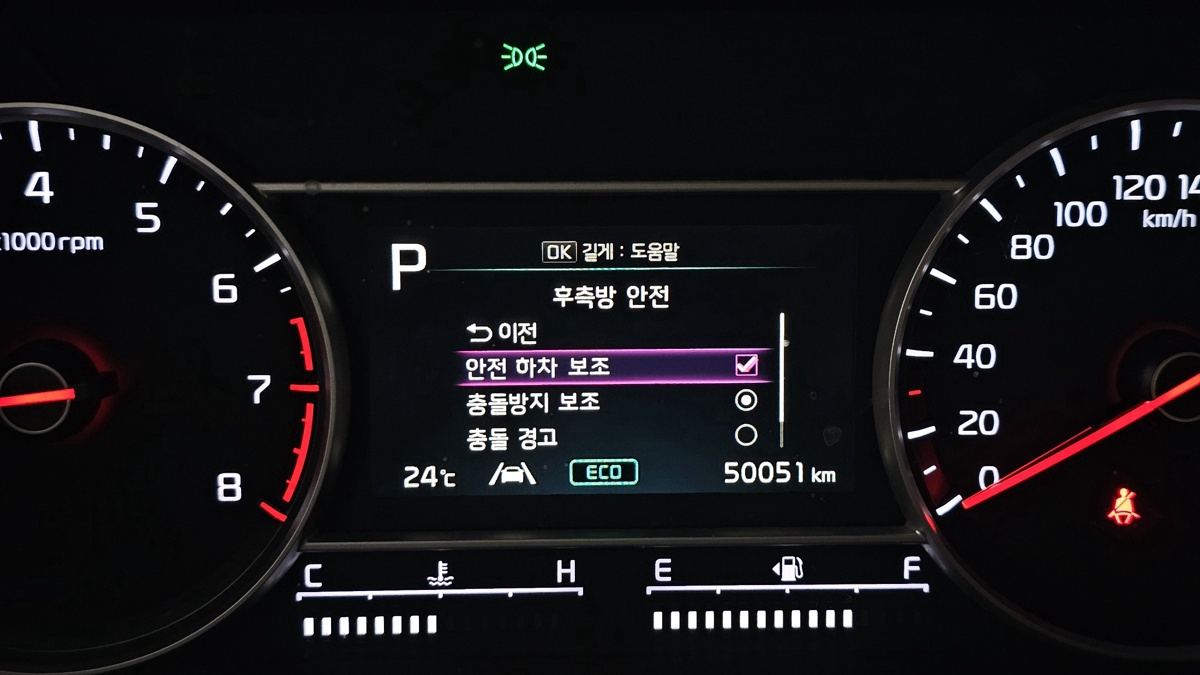 4
5
x1000rpm
6
7
8
P
OK 길게 : 도움말
후측방 안전
이전
안전 하차 보조
충돌방지 보조
충돌 경고
24℃
ECO
50051 km
120
100
km/h
80
60
40
20
0
C
H
E
F